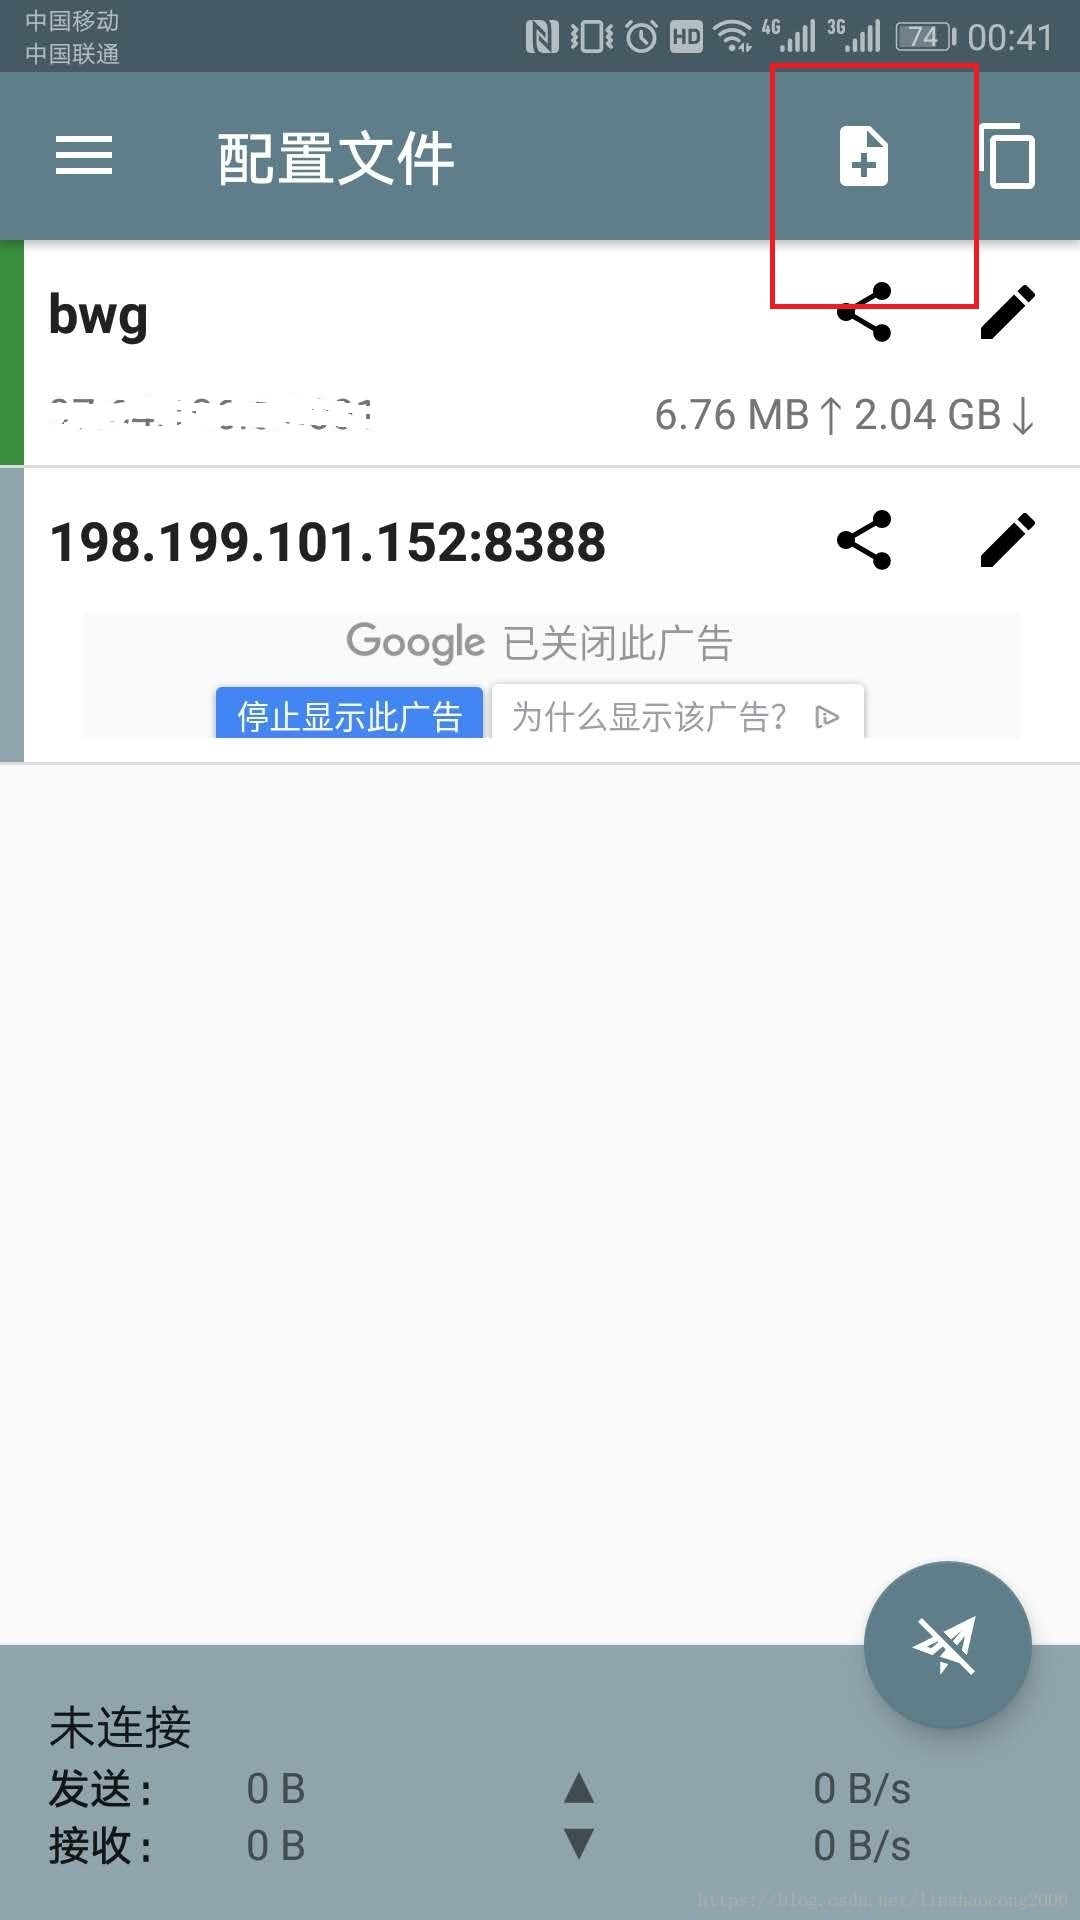 中国移动
中国联通
HD 4G 3G 74 00:41
配置文件
bwg
6.76 MB↑ 2.04 GB↓
198.199.101.152:8388
Google 已关闭此广告
停止显示此广告 为什么显示该广告？
未连接
发送： 0 B ▲ 0 B/s
接收： 0 B ▼ 0 B/s
https://blog.csdn.net/linshaocong2006